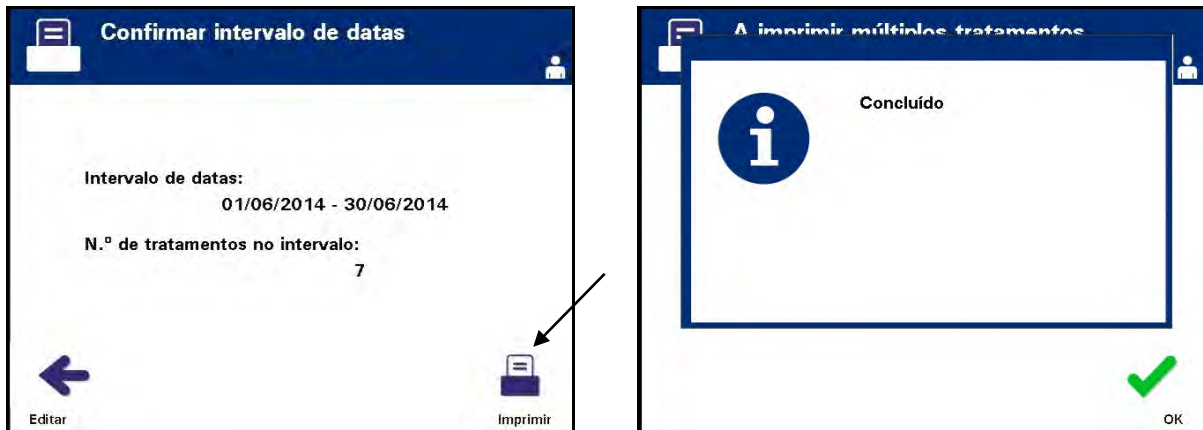 Confirmar intervalo de datas
Intervalo de datas:
01/06/2014 - 30/06/2014
N.º de tratamentos no intervalo:
7
Editar
Imprimir
A imprimir múltiplos tratamentos
Concluído
OK